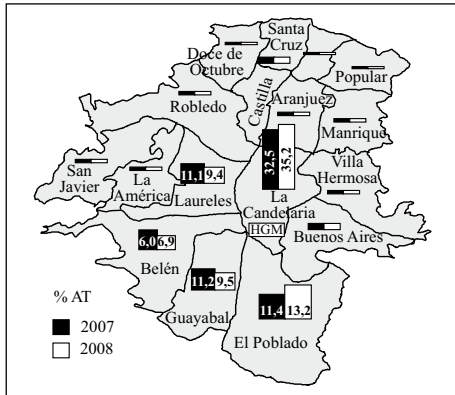 Santa
Cruz
Doce de
Octubre
Popular
Castilla
Aranjuez
Robledo
Manrique
32,5 35,2
Villa
Hermosa
San
Javier
La
América
11,1 9,4
Laureles
La
Candelaria
HGM
Buenos Aires
6,0 6,9
Belén
11,2 9,5
Guayabal
11,4 13,2
El Poblado
% AT
2007
2008